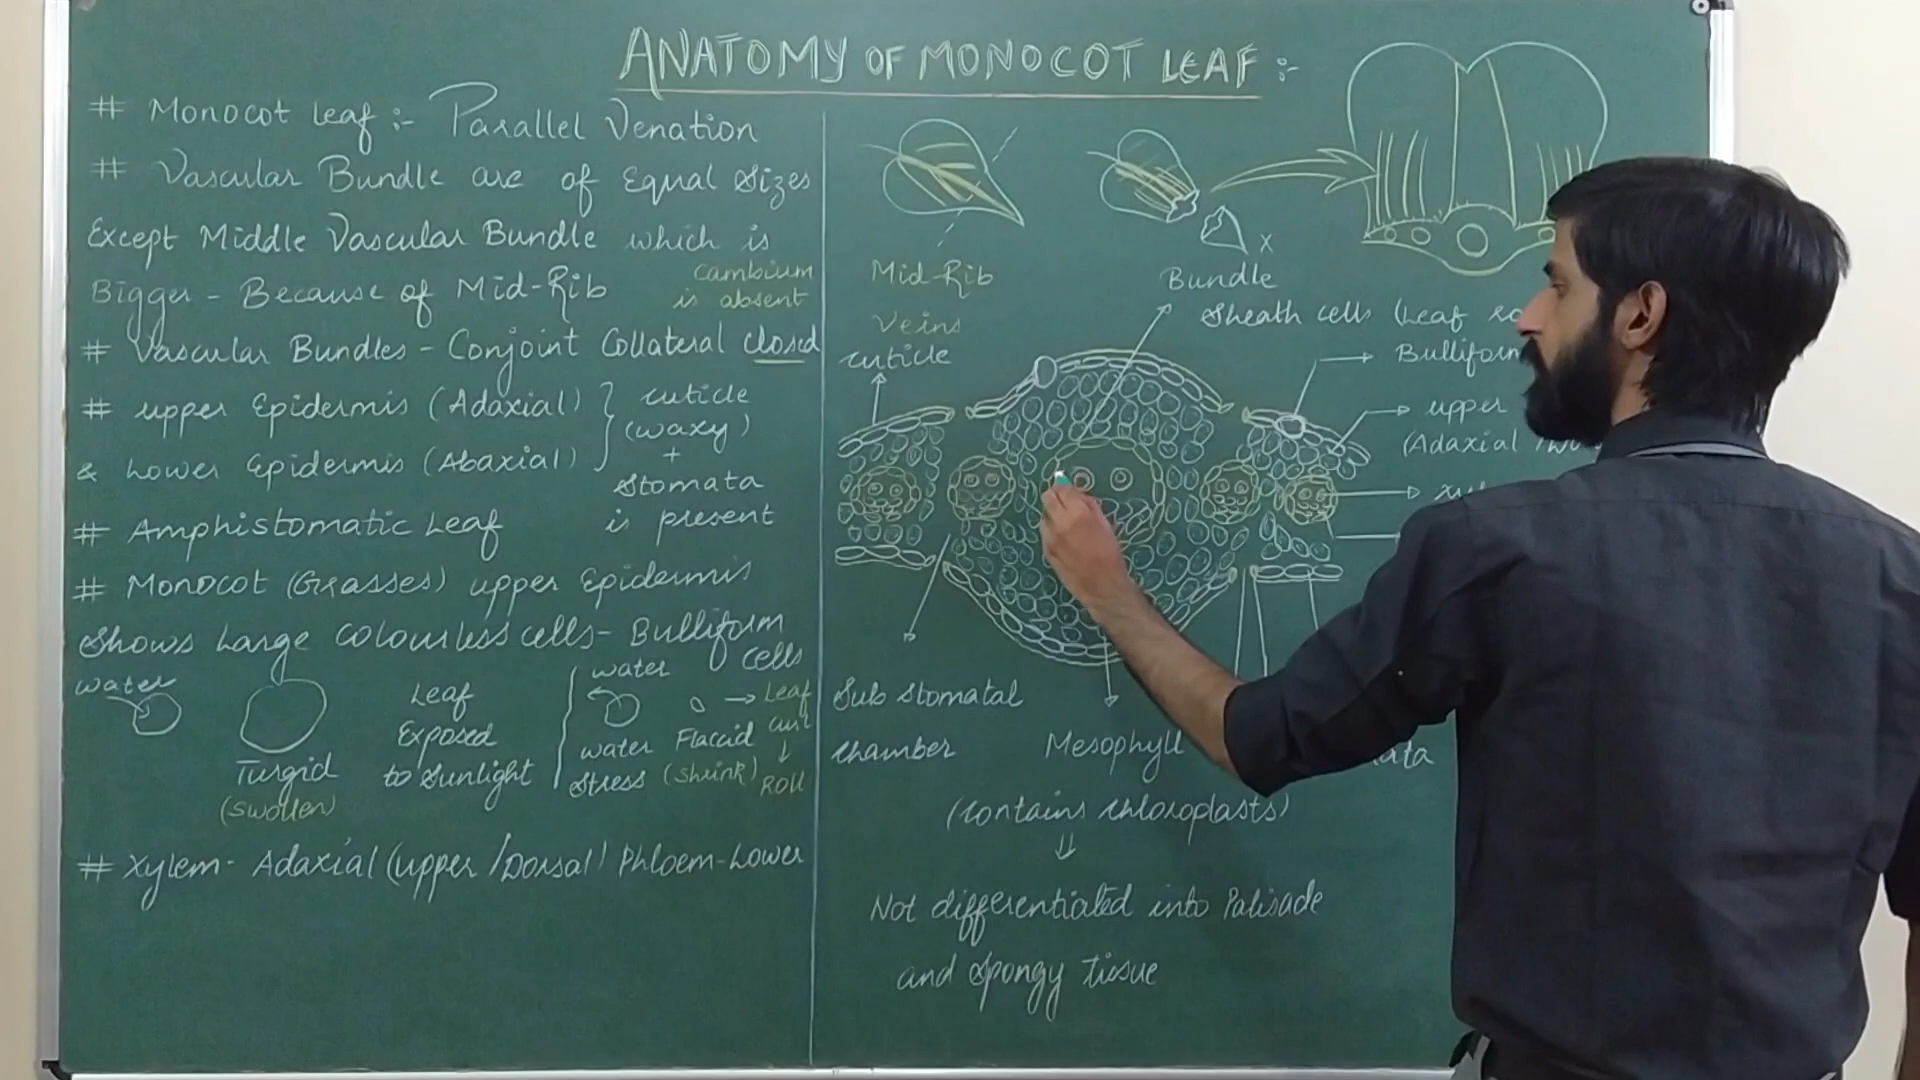 ANATOMY OF MONOCOT LEAF :-
# Monocot Leaf :- Parallel Venation
# Vascular Bundle are of Equal Sizes
Except Middle Vascular Bundle which is
Bigger - Because of Mid-Rib
cambium
is absent
# Vascular Bundles - Conjoint Collateral closed
# upper Epidermis (Adaxial)
& Lower Epidermis (Abaxial)
cuticle
(waxy)
+
Stomata
is present
# Amphistomatic Leaf
# Monocot (Grasses) upper Epidermis
Shows Large colourless cells - Bulliform
cells
water
Turgid
(swollen)
Leaf
Exposed
to Sunlight
water
water
Stress
Flaccid
(shrink)
→ Leaf
↓
Roll
# Xylem - Adaxial (upper /Dorsal) Phloem-Lower
x
Mid-Rib
Veins
cuticle
Bundle
Sheath cells (Leaf
Bulliform
upper
(Adaxial
Sub stomatal
chamber
Mesophyll
(contains chloroplasts)
⇓
Not differentiated into Palisade
and spongy tissue